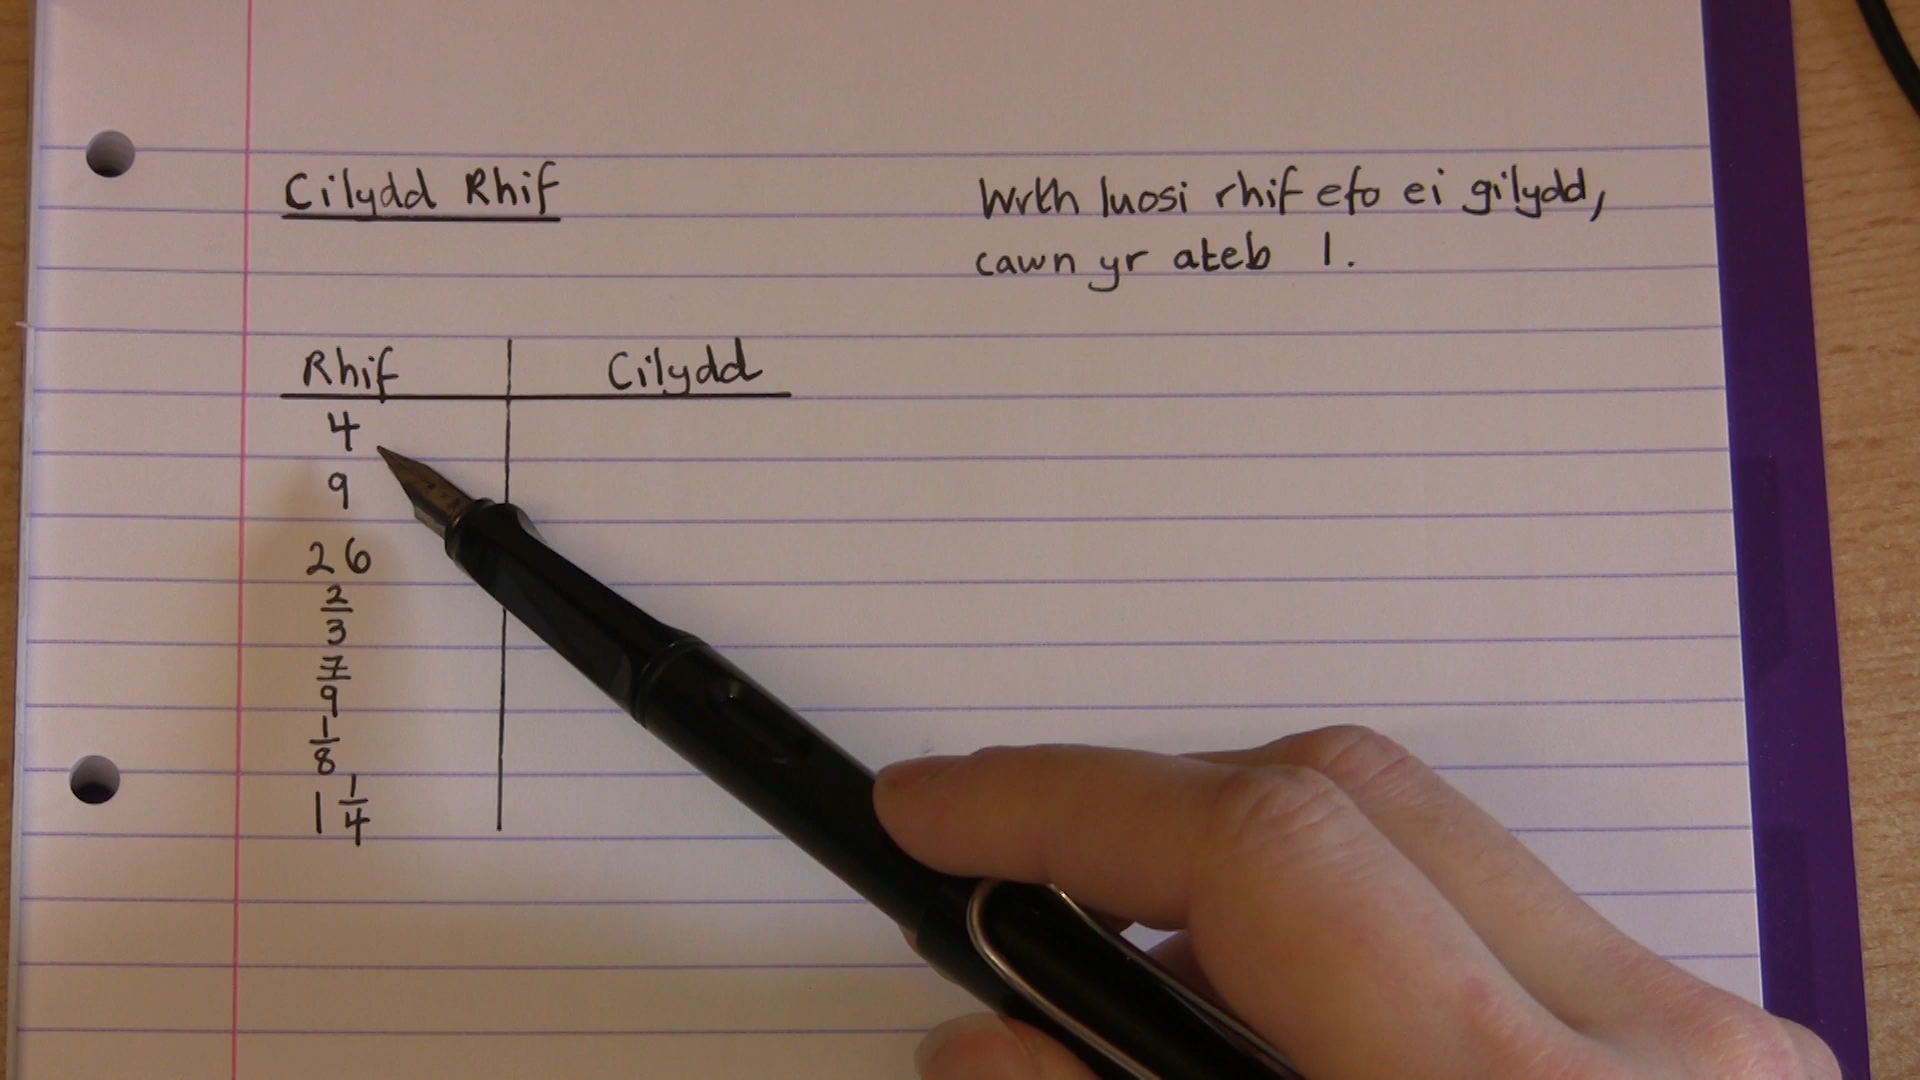 Cilydd Rhif
Wrth luosi rhif efo ei gilydd,
cawn yr ateb 1.
Rhif Cilydd
4
9
26
2/3
7/9
1/8
1 1/4